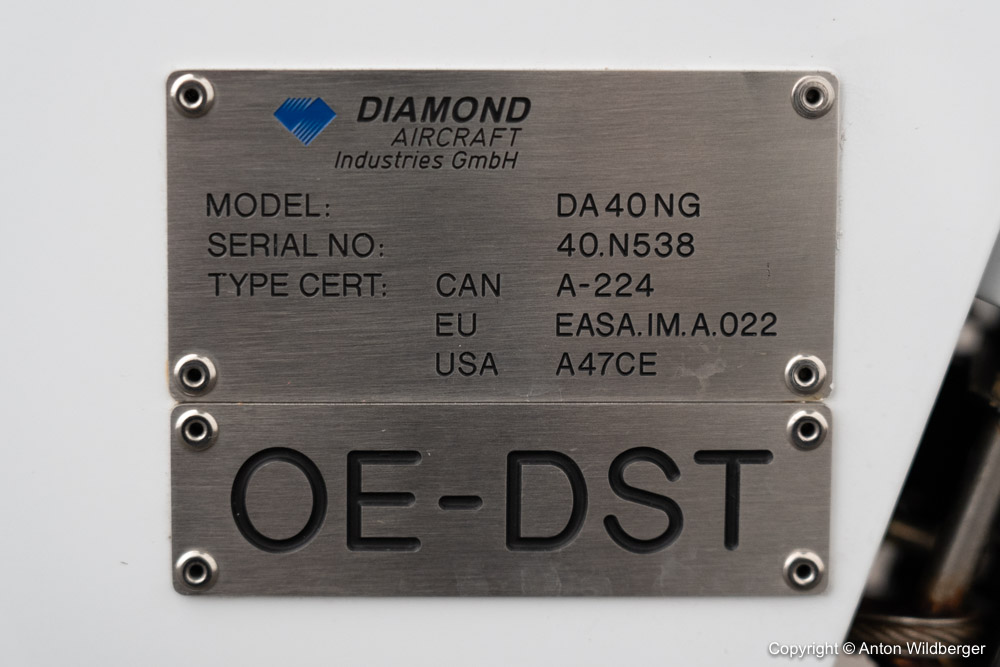 DIAMOND
AIRCRAFT
Industries GmbH
MODEL: DA40NG
SERIAL NO: 40.N538
TYPE CERT: CAN A-224
EU EASA.IM.A.022
USA A47CE
OE-DST
Copyright © Anton Wildberger